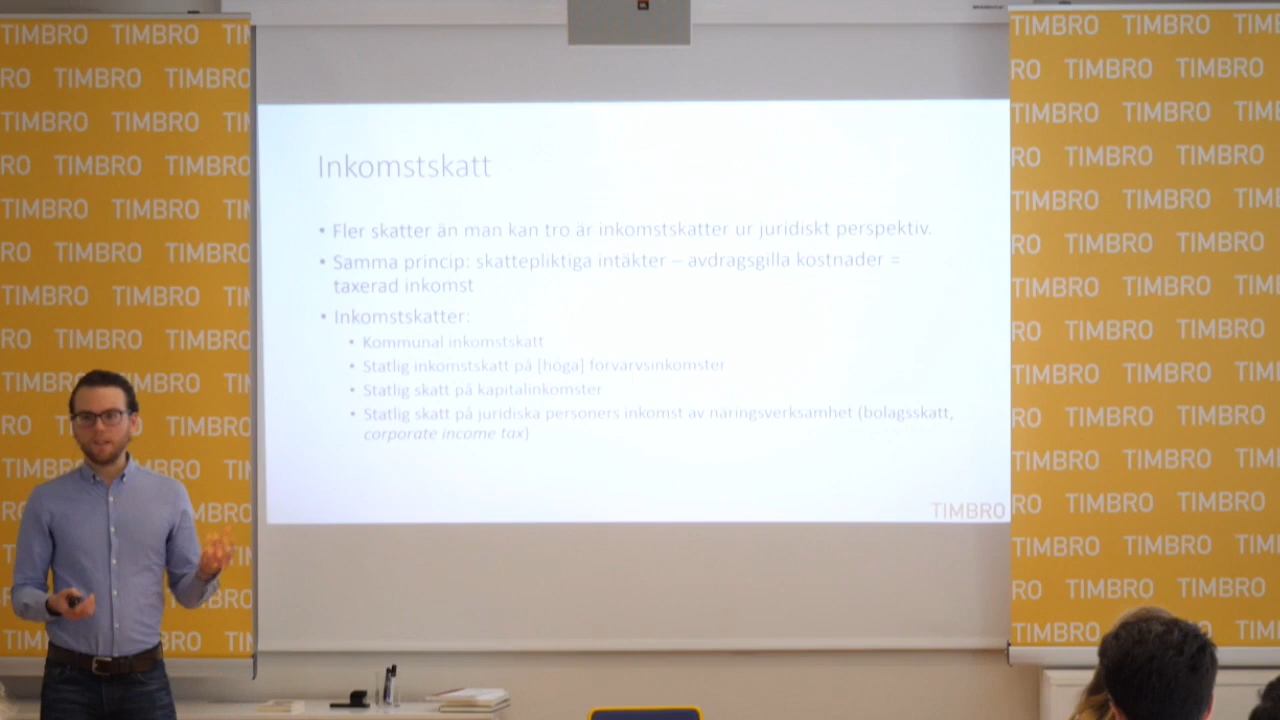 Inkomstskatt
• Fler skatter än man kan tro är inkomstskatter ur juridiskt perspektiv.
• Samma princip: skattepliktiga intäkter – avdragsgilla kostnader =
taxerad inkomst
• Inkomstskatter:
• Kommunal inkomstskatt
• Statlig inkomstskatt på [höga] förvärvsinkomster
• Statlig skatt på kapitalinkomster
• Statlig skatt på juridiska personers inkomst av näringsverksamhet (bolagsskatt,
corporate income tax)
TIMBRO
TIMBRO TIMBRO